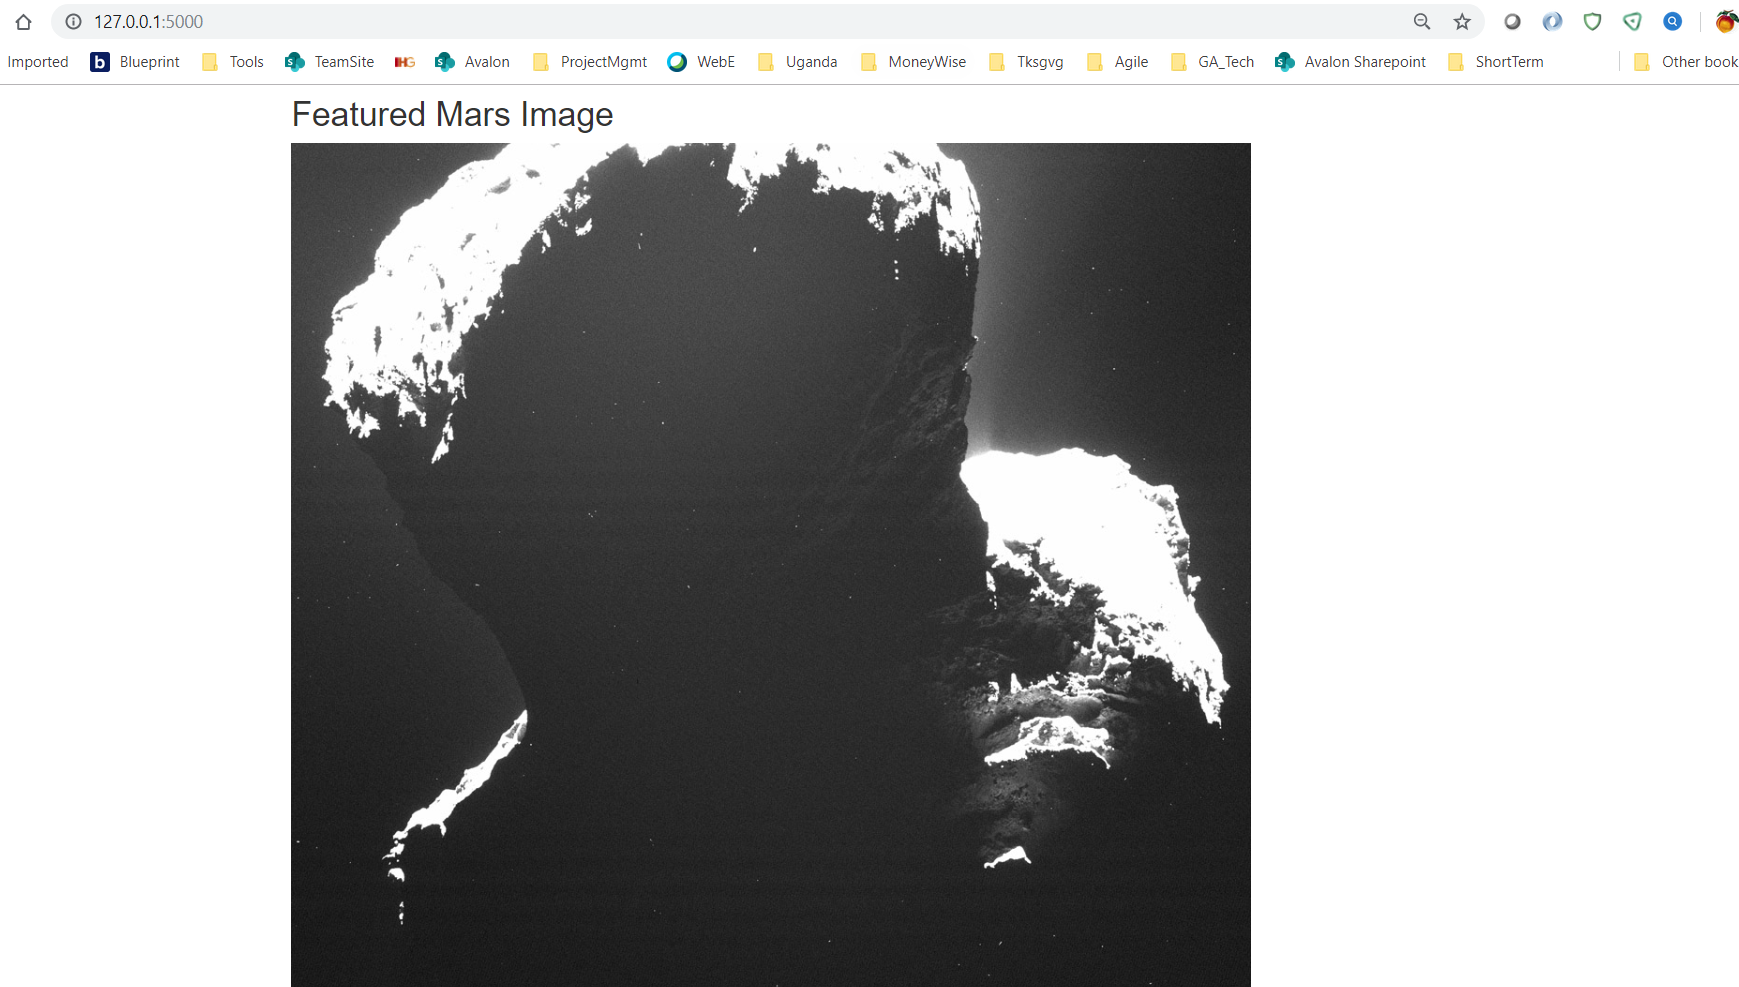 127.0.0.1:5000
Imported b Blueprint Tools S TeamSite IHG S Avalon ProjectMgmt WebE Uganda MoneyWise Tksgvg Agile GA_Tech S Avalon Sharepoint ShortTerm Other book
Featured Mars Image